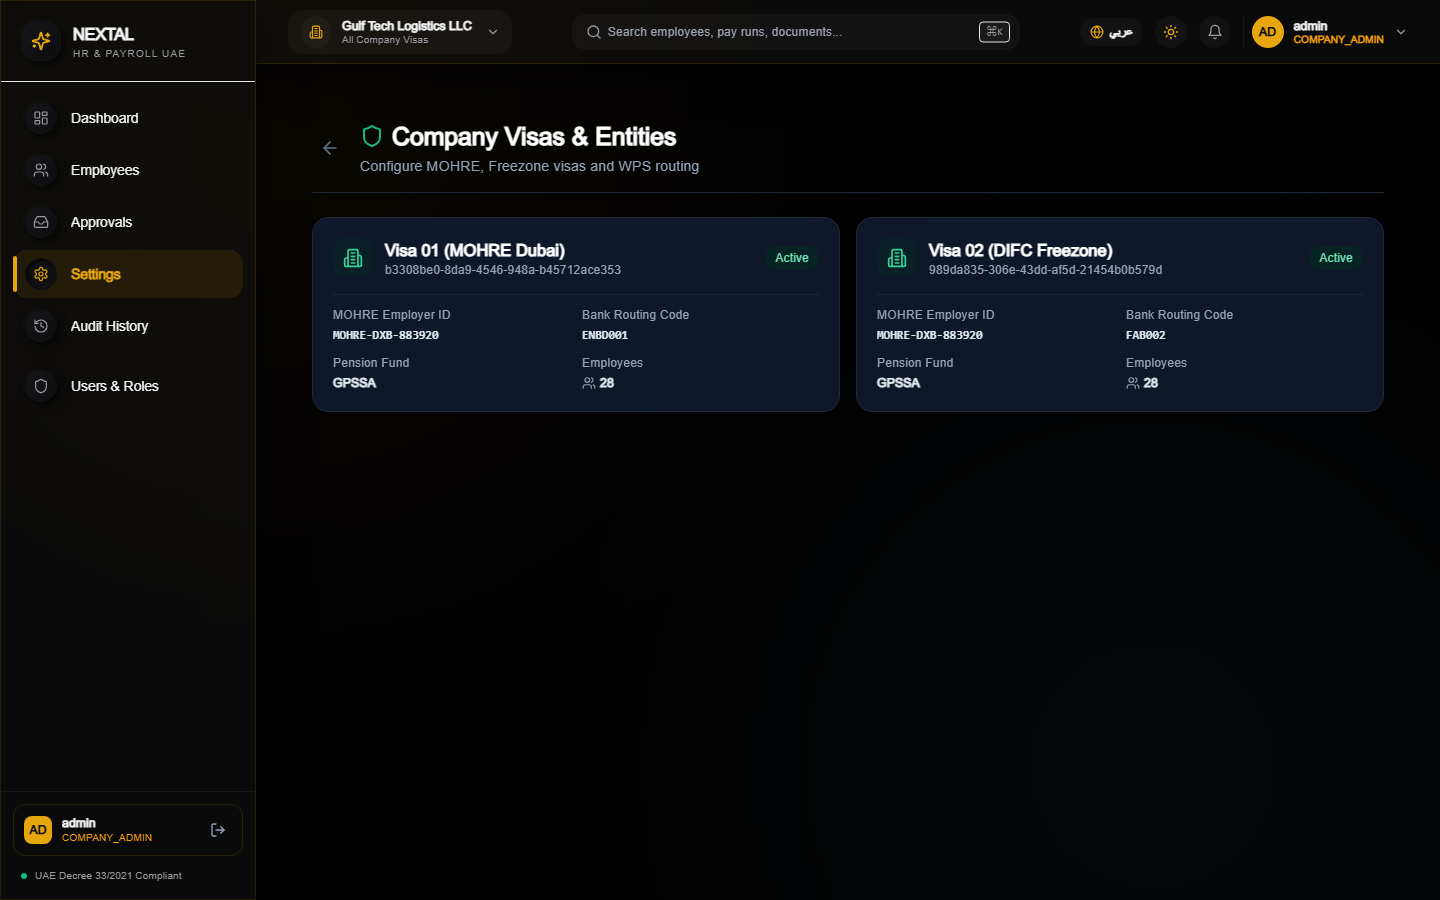 NEXTAL
HR & PAYROLL UAE
Dashboard
Employees
Approvals
Settings
Audit History
Users & Roles
AD
admin
COMPANY_ADMIN
UAE Decree 33/2021 Compliant
Gulf Tech Logistics LLC
All Company Visas
Search employees, pay runs, documents...
⌘K
عربي
AD
admin
COMPANY_ADMIN
Company Visas & Entities
Configure MOHRE, Freezone visas and WPS routing
Visa 01 (MOHRE Dubai)
b3308be0-8da9-4546-948a-b45712ace353
Active
MOHRE Employer ID
MOHRE-DXB-883920
Bank Routing Code
ENBD001
Pension Fund
GPSSA
Employees
28
Visa 02 (DIFC Freezone)
989da835-306e-43dd-af5d-21454b0b579d
Active
MOHRE Employer ID
MOHRE-DXB-883920
Bank Routing Code
FAB002
Pension Fund
GPSSA
Employees
28